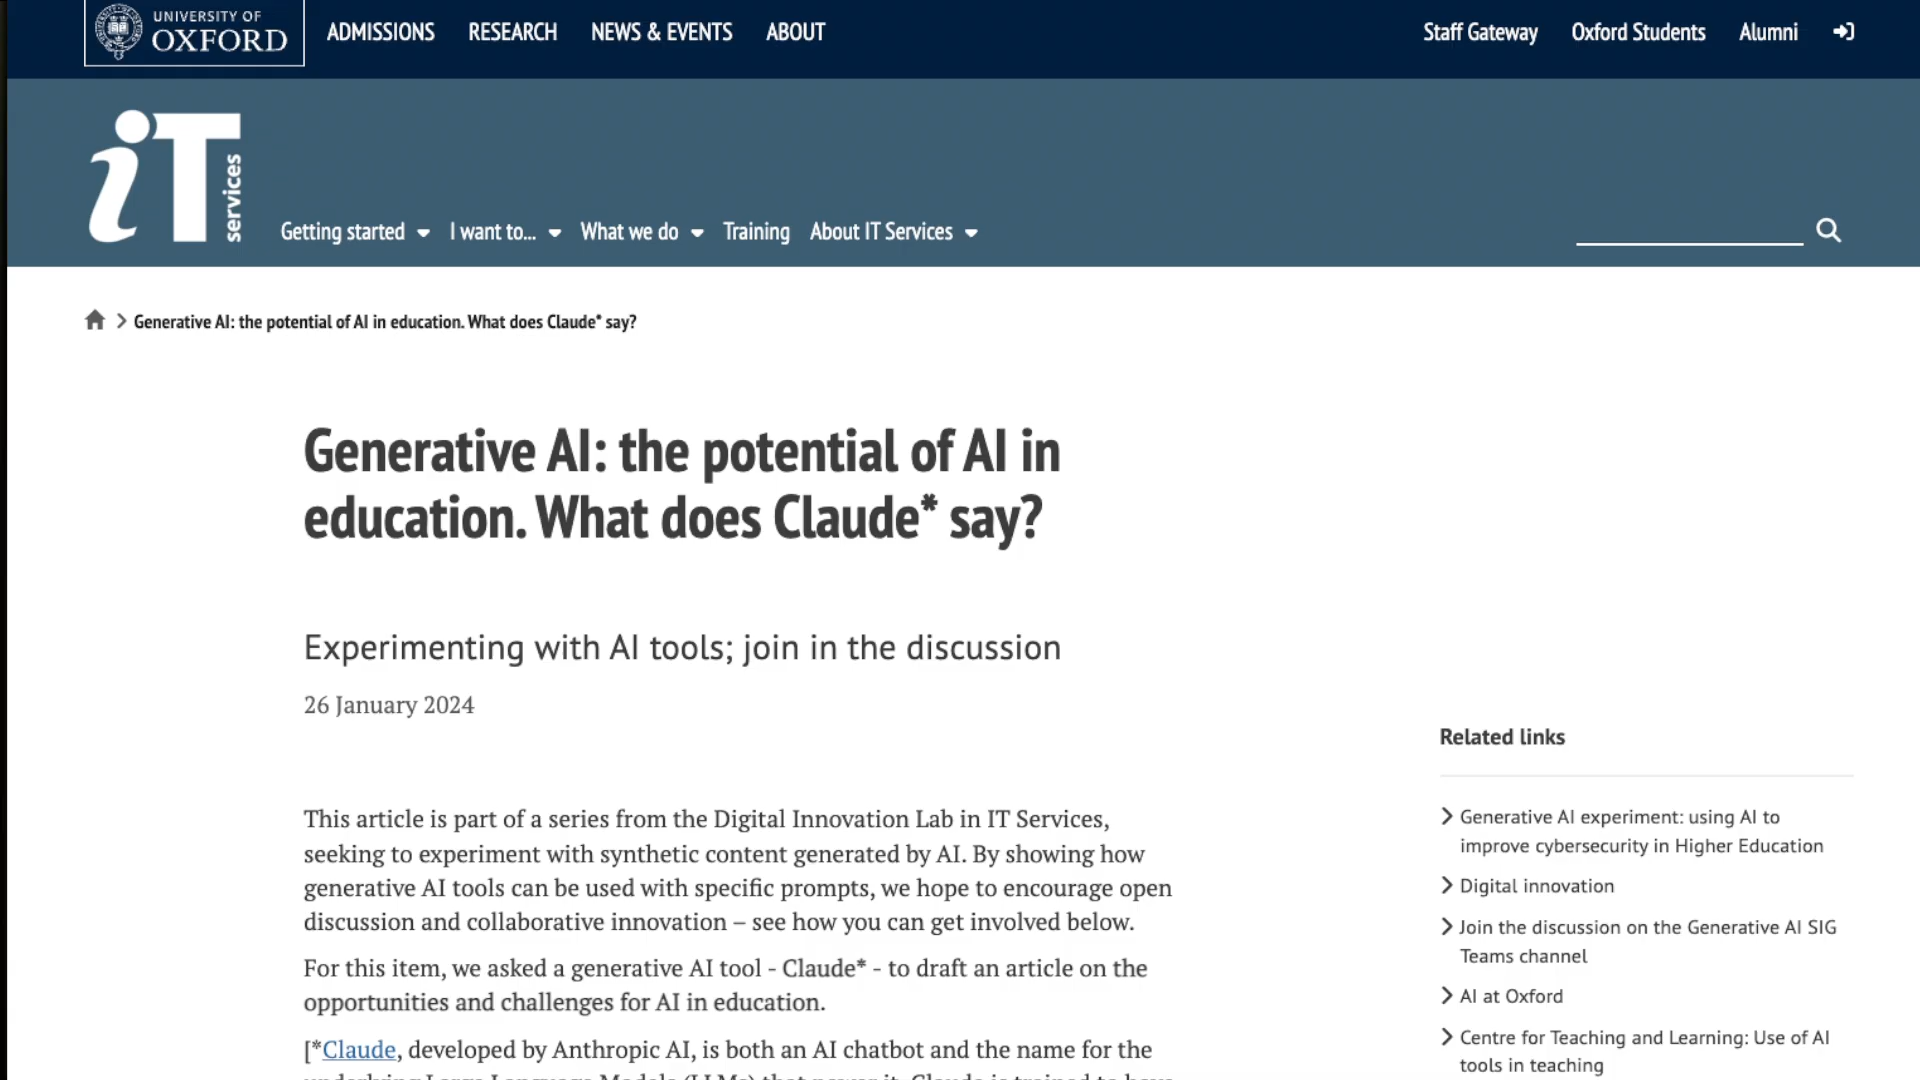 UNIVERSITY OF
OXFORD
ADMISSIONS RESEARCH NEWS & EVENTS ABOUT
Staff Gateway Oxford Students Alumni
iT services
Getting started I want to... What we do Training About IT Services
Generative AI: the potential of AI in education. What does Claude* say?
Generative AI: the potential of AI in
education. What does Claude* say?
Experimenting with AI tools; join in the discussion
26 January 2024
This article is part of a series from the Digital Innovation Lab in IT Services,
seeking to experiment with synthetic content generated by AI. By showing how
generative AI tools can be used with specific prompts, we hope to encourage open
discussion and collaborative innovation – see how you can get involved below.
For this item, we asked a generative AI tool - Claude* - to draft an article on the
opportunities and challenges for AI in education.
[*Claude, developed by Anthropic AI, is both an AI chatbot and the name for the
Related links
Generative AI experiment: using AI to
improve cybersecurity in Higher Education
Digital innovation
Join the discussion on the Generative AI SIG
Teams channel
AI at Oxford
Centre for Teaching and Learning: Use of AI
tools in teaching